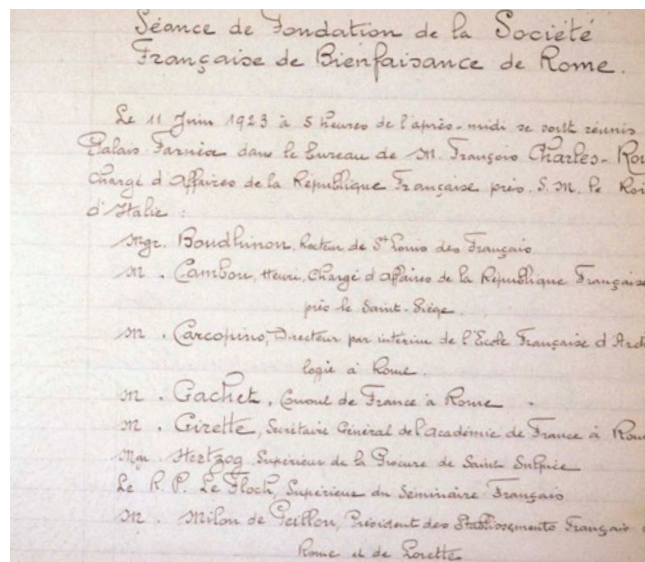 Séance de Fondation de la Société
Française de Bienfaisance de Rome.
Le 11 Juin 1923 à 5 heures de l'après-midi se sont réunis
Palais Farnèse dans le bureau de M. François Charles-Rou
Chargé d'Affaires de la République Française près S. M. le Roi
d'Italie :
Mgr. Boudhinon, Recteur de St Louis des Français
M. Cambon, Henri, Chargé d'affaires de la République Française
près le Saint-Siège.
M. Carcopino, Directeur par intérim de l'Ecole Française d'Arch
logie à Rome.
M. Gachet, Consul de France à Rome.
M. Girette, Secrétaire Général de l'Académie de France à Rom
Mgr. Hertzog, Supérieur de la Procure de Saint Sulpice
Le R. P. Le Floch, Supérieur du Séminaire Français
M. Milon de Peillon, Président des Etablissements Français
Rome et de Lorette